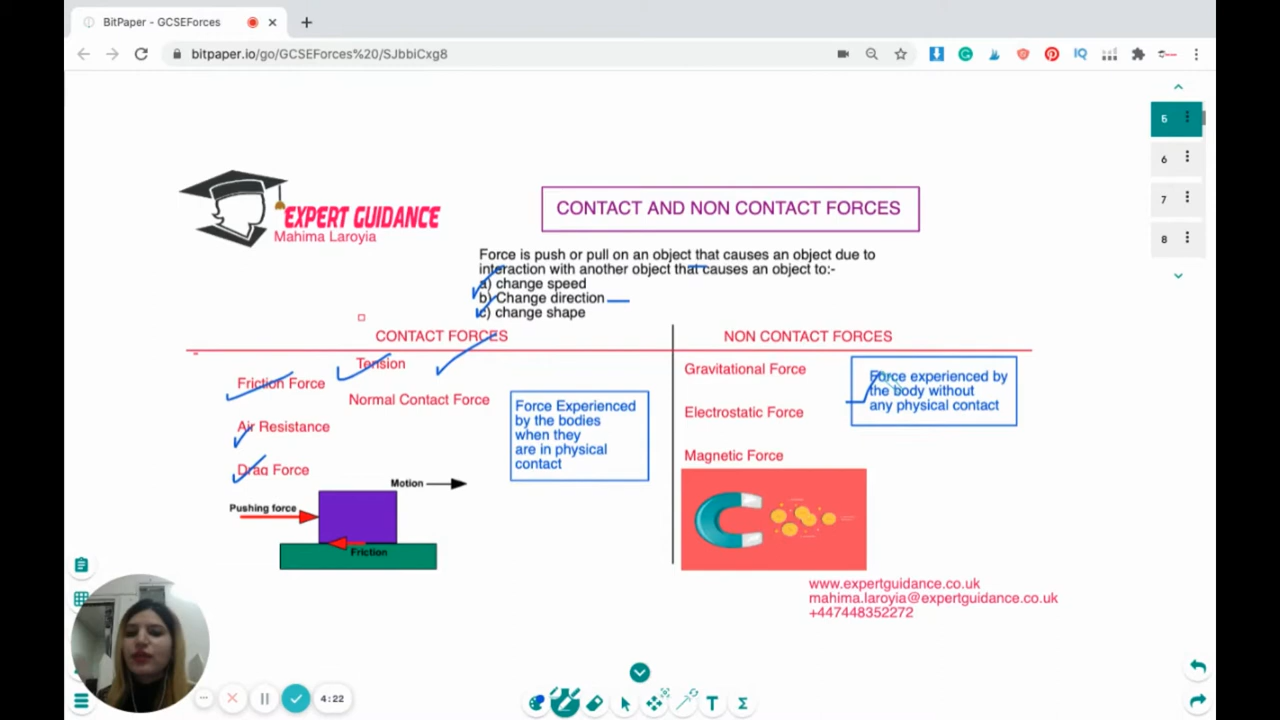 BitPaper - GCSEForces
bitpaper.io/go/GCSEForces%20/SJbbiCxg8
5
6
7
8
EXPERT GUIDANCE
Mahima Laroyia
CONTACT AND NON CONTACT FORCES
Force is push or pull on an object that causes an object due to
interaction with another object that causes an object to:-
a) change speed
b) Change direction
c) change shape
CONTACT FORCES
Tension
Friction Force
Normal Contact Force
Air Resistance
Drag Force
Force Experienced
by the bodies
when they
are in physical
contact
Motion
Pushing force
Friction
NON CONTACT FORCES
Gravitational Force
Electrostatic Force
Magnetic Force
Force experienced by
the body without
any physical contact
www.expertguidance.co.uk
mahima.laroyia@expertguidance.co.uk
+447448352272
4:22
T
Σ
IQ